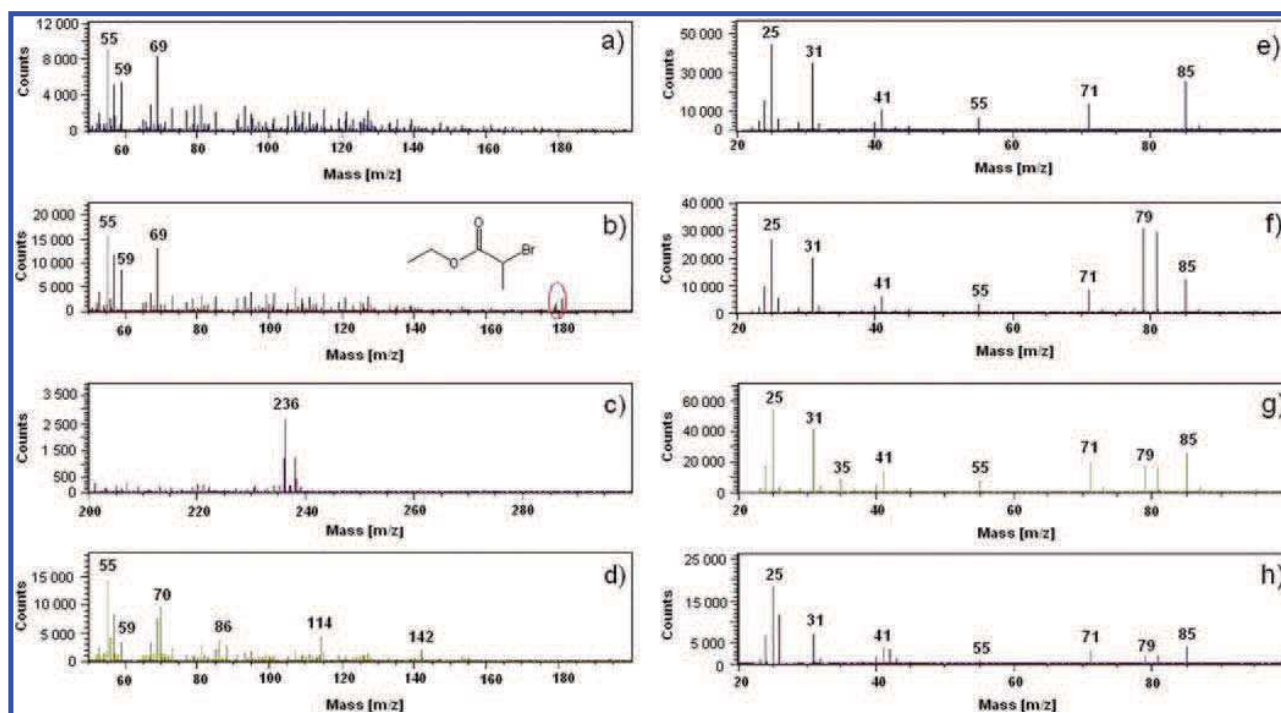 12 000
8 000
4 000
0
Counts
55
59
69
a)
60 80 100 120 140 160 180
Mass [m/z]
20 000
15 000
10 000
5 000
0
Counts
55
59
69
O
O
Br
b)
60 80 100 120 140 160 180
Mass [m/z]
3 500
2 500
1 500
500
0
Counts
236
c)
200 220 240 260 280
Mass [m/z]
15 000
10 000
5 000
0
Counts
55
59
70
86
114
142
d)
60 80 100 120 140 160 180
Mass [m/z]
50 000
30 000
10 000
0
Counts
25
31
41
55
71
85
e)
20 40 60 80
Mass [m/z]
40 000
30 000
20 000
10 000
0
Counts
25
31
41
55
71
79
85
f)
20 40 60 80
Mass [m/z]
60 000
40 000
20 000
0
Counts
25
31
35
41
55
71
79
85
g)
20 40 60 80
Mass [m/z]
25 000
15 000
5 000
0
Counts
25
31
41
55
71
79
85
h)
20 40 60 80
Mass [m/z]